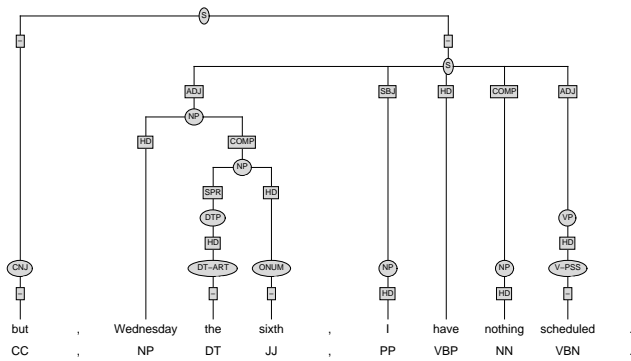 S
– –
S
ADJ SBJ HD COMP ADJ
NP
HD COMP
NP
SPR HD
DTP VP
HD HD
CNJ DT–ART ONUM NP NP V–PSS
– – – HD HD –
but , Wednesday the sixth , I have nothing scheduled .
CC , NP DT JJ , PP VBP NN VBN .